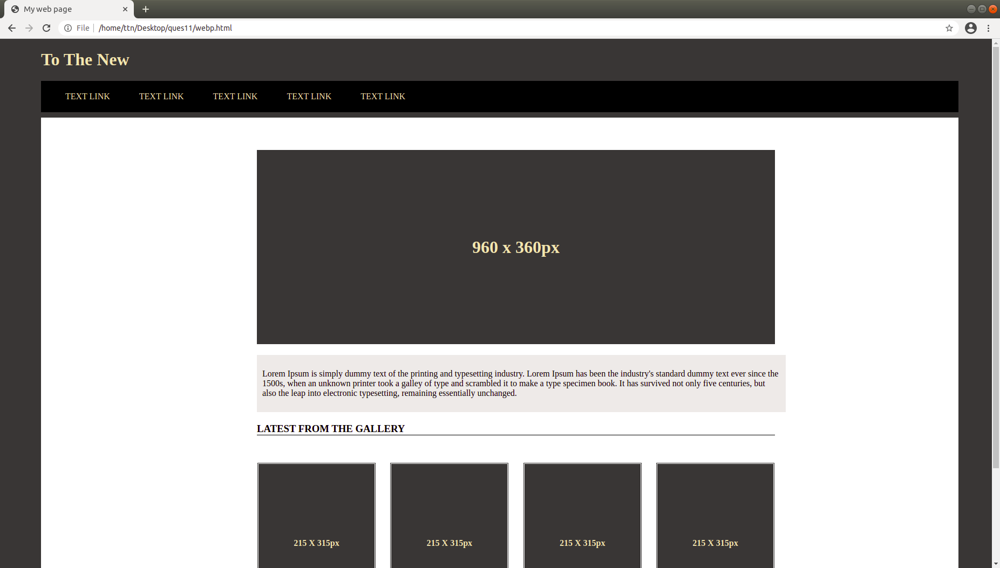 My web page
File /home/ttn/Desktop/ques11/webp.html
To The New
TEXT LINK TEXT LINK TEXT LINK TEXT LINK TEXT LINK
960 x 360px
Lorem Ipsum is simply dummy text of the printing and typesetting industry. Lorem Ipsum has been the industry's standard dummy text ever since the
1500s, when an unknown printer took a galley of type and scrambled it to make a type specimen book. It has survived not only five centuries, but
also the leap into electronic typesetting, remaining essentially unchanged.
LATEST FROM THE GALLERY
215 X 315px 215 X 315px 215 X 315px 215 X 315px